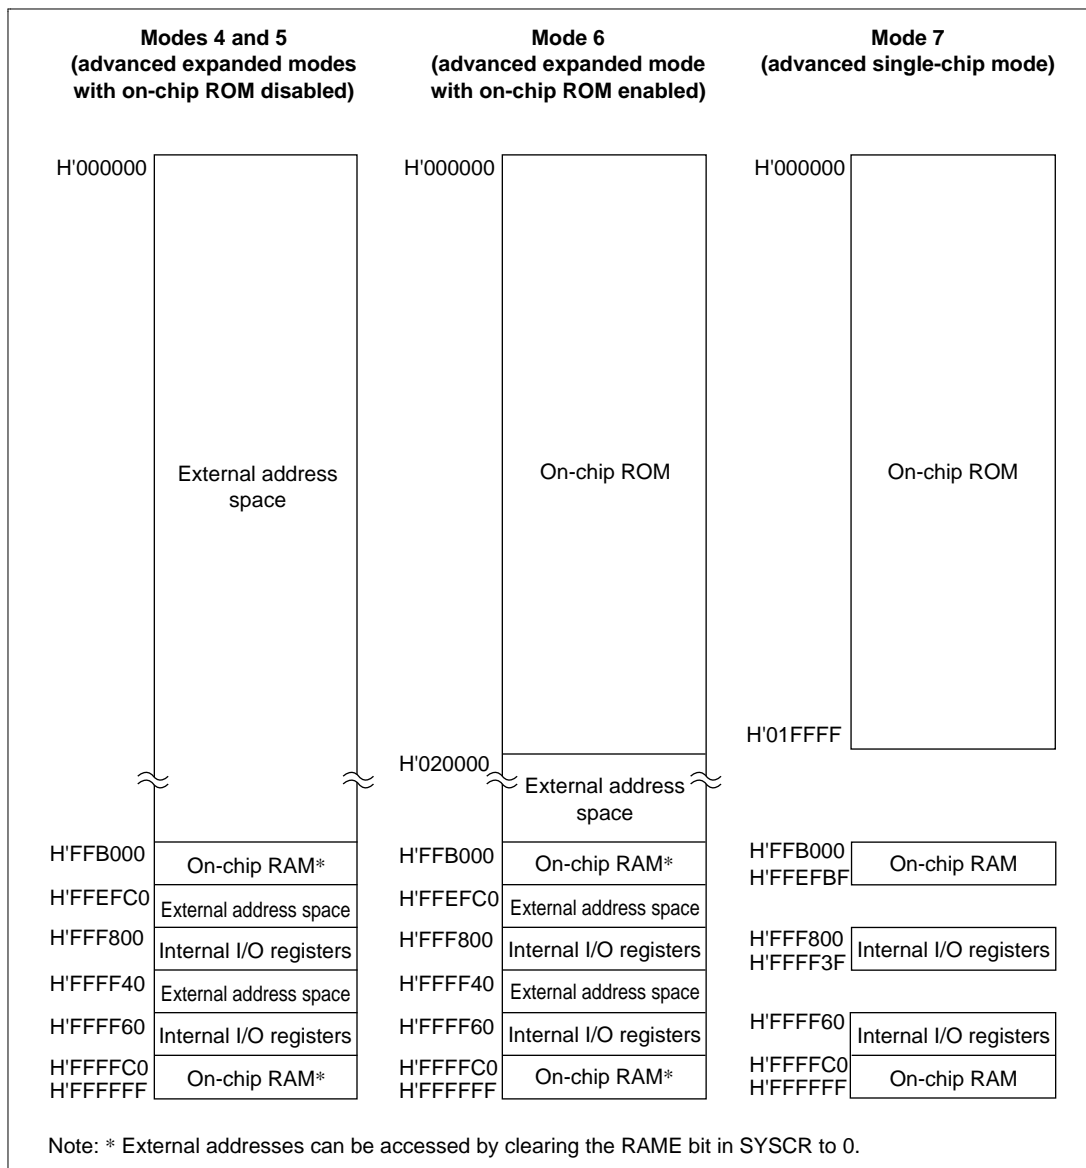 Modes 4 and 5
(advanced expanded modes
with on-chip ROM disabled)
Mode 6
(advanced expanded mode
with on-chip ROM enabled)
Mode 7
(advanced single-chip mode)
H'000000
External address
space
H'FFB000
On-chip RAM*
H'FFEFC0
External address space
H'FFF800
Internal I/O registers
H'FFFF40
External address space
H'FFFF60
Internal I/O registers
H'FFFFC0
On-chip RAM*
H'FFFFFF
H'000000
On-chip ROM
H'020000
External address
space
H'FFB000
On-chip RAM*
H'FFEFC0
External address space
H'FFF800
Internal I/O registers
H'FFFF40
External address space
H'FFFF60
Internal I/O registers
H'FFFFC0
On-chip RAM*
H'FFFFFF
H'000000
On-chip ROM
H'01FFFF
H'FFB000
On-chip RAM
H'FFEFBF
H'FFF800
Internal I/O registers
H'FFFF3F
H'FFFF60
Internal I/O registers
H'FFFFC0
On-chip RAM
H'FFFFFF
Note: * External addresses can be accessed by clearing the RAME bit in SYSCR to 0.